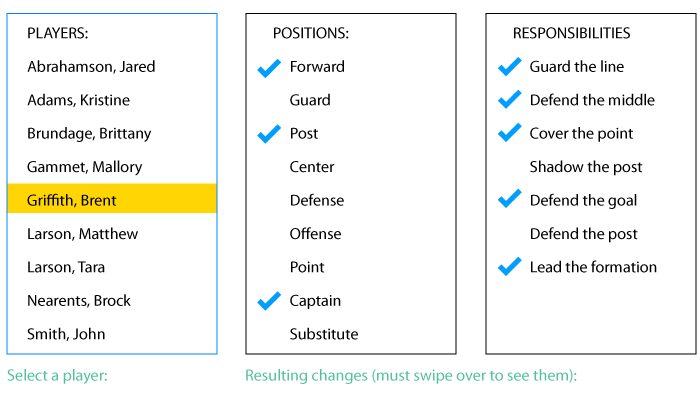 PLAYERS:
Abrahamson, Jared
Adams, Kristine
Brundage, Brittany
Gammet, Mallory
Griffith, Brent
Larson, Matthew
Larson, Tara
Nearents, Brock
Smith, John
Select a player:
POSITIONS:
Forward
Guard
Post
Center
Defense
Offense
Point
Captain
Substitute
RESPONSIBILITIES
Guard the line
Defend the middle
Cover the point
Shadow the post
Defend the goal
Defend the post
Lead the formation
Resulting changes (must swipe over to see them):